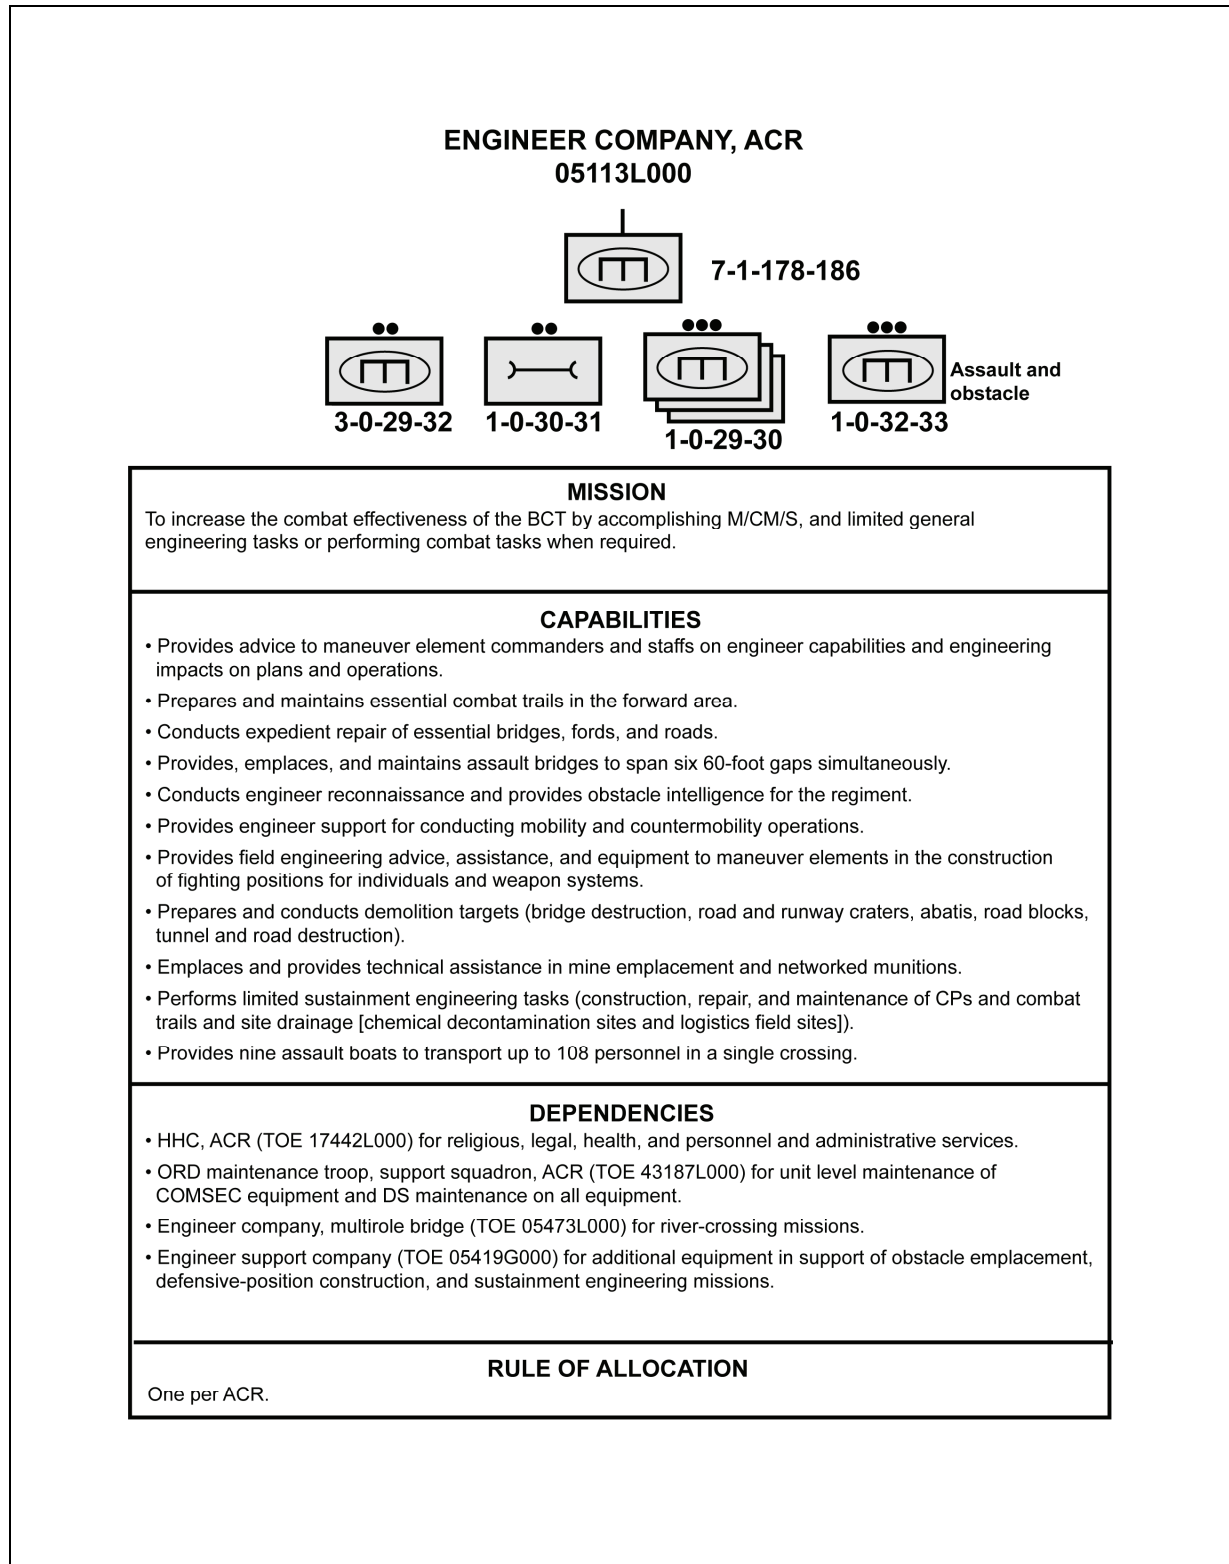 ENGINEER COMPANY, ACR
05113L000
7-1-178-186
Assault and
obstacle
3-0-29-32
1-0-30-31
1-0-29-30
1-0-32-33
MISSION
To increase the combat effectiveness of the BCT by accomplishing M/CM/S, and limited general
engineering tasks or performing combat tasks when required.
CAPABILITIES
• Provides advice to maneuver element commanders and staffs on engineer capabilities and engineering
impacts on plans and operations.
• Prepares and maintains essential combat trails in the forward area.
• Conducts expedient repair of essential bridges, fords, and roads.
• Provides, emplaces, and maintains assault bridges to span six 60-foot gaps simultaneously.
• Conducts engineer reconnaissance and provides obstacle intelligence for the regiment.
• Provides engineer support for conducting mobility and countermobility operations.
• Provides field engineering advice, assistance, and equipment to maneuver elements in the construction
of fighting positions for individuals and weapon systems.
• Prepares and conducts demolition targets (bridge destruction, road and runway craters, abatis, road blocks,
tunnel and road destruction).
• Emplaces and provides technical assistance in mine emplacement and networked munitions.
• Performs limited sustainment engineering tasks (construction, repair, and maintenance of CPs and combat
trails and site drainage [chemical decontamination sites and logistics field sites]).
• Provides nine assault boats to transport up to 108 personnel in a single crossing.
DEPENDENCIES
• HHC, ACR (TOE 17442L000) for religious, legal, health, and personnel and administrative services.
• ORD maintenance troop, support squadron, ACR (TOE 43187L000) for unit level maintenance of
COMSEC equipment and DS maintenance on all equipment.
• Engineer company, multirole bridge (TOE 05473L000) for river-crossing missions.
• Engineer support company (TOE 05419G000) for additional equipment in support of obstacle emplacement,
defensive-position construction, and sustainment engineering missions.
RULE OF ALLOCATION
One per ACR.